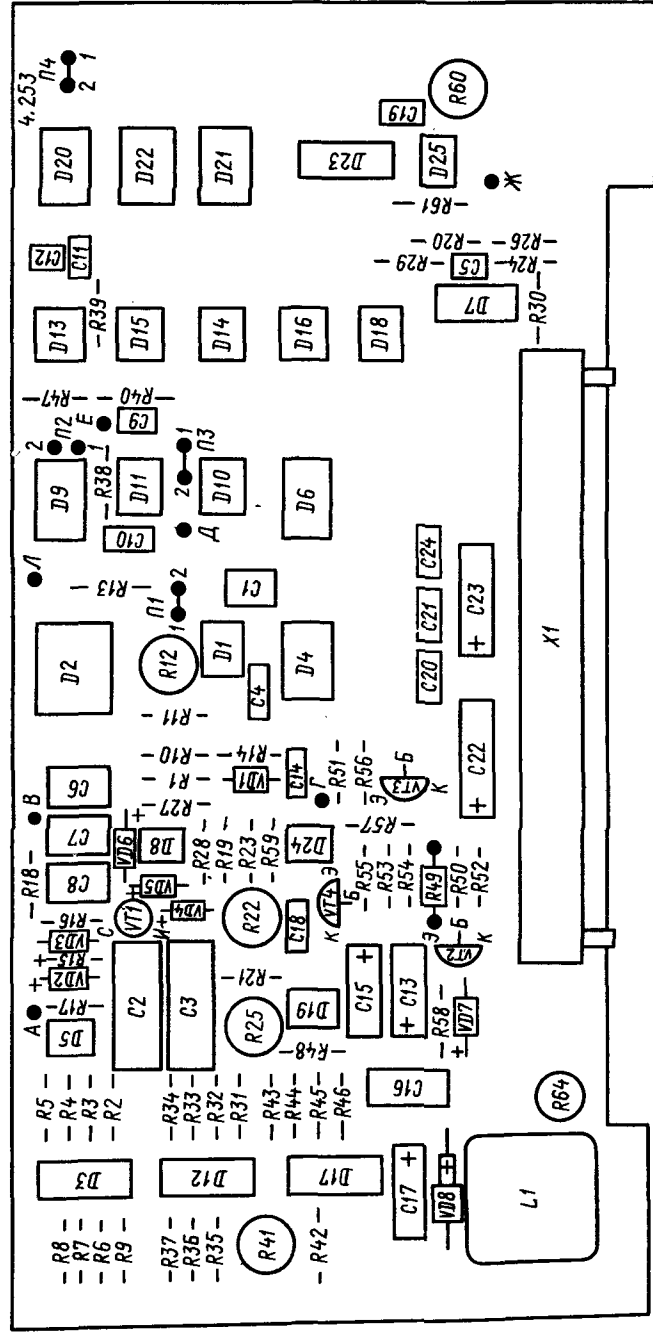 4.253
П4
1
2
D20
D22
D21
D23
C19
R60
D25
Ж
R61
C12
C11
R29
R20
C5
R24
R26
D13
R39
D15
D14
D16
D18
D7
R30
R47
R40
2
П2
1
Е
C9
1
П3
2
D9
R38
D11
D10
D6
C10
Д
Л
R13
П1
2
1
C1
C24
C21
C20
C23
+
X1
D2
R12
D1
C4
D4
R11
R10
R14
R1
VD1
C14
R27
Г
R51
R56
Э
VT3
Б
К
C22
+
R57
В
C6
C7
C8
R18
VD6
+
D8
R28
R19
R23
R59
D24
VD5
+
VD4
+
VT1
С
И
R16
VD3
+
R15
VD2
+
R17
А
D5
C2
C3
R22
C18
Э
VT4
Б
К
R55
R53
R54
R49
R50
R52
Э
VT2
Б
К
R21
R25
D19
C15
+
C13
+
R58
VD7
+
R48
R5
R4
R3
R2
R34
R33
R32
R31
R43
R44
R45
R46
C16
R64
D3
D12
D17
C17
+
VD8
+
L1
R8
R7
R6
R9
R37
R36
R35
R41
R42